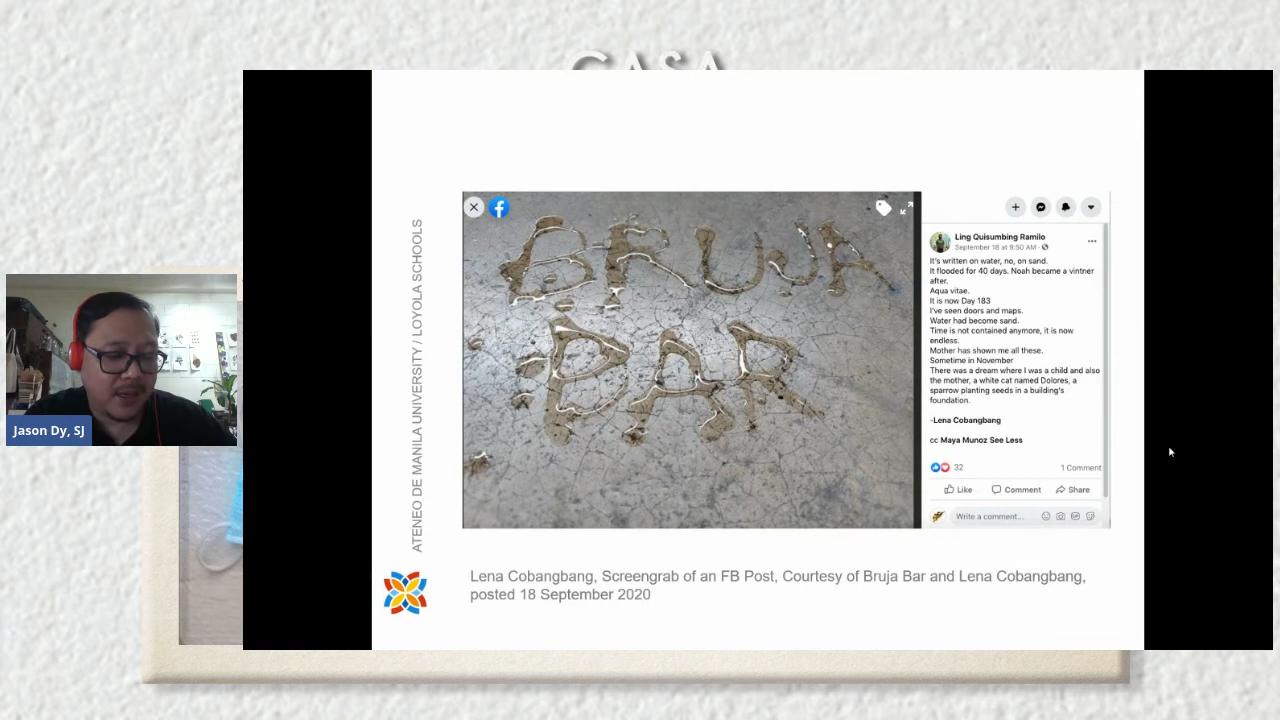 CASA
BRUJA
BAR
ATENEO DE MANILA UNIVERSITY / LOYOLA SCHOOLS
Ling Quisumbing Ramilo
September 18 at 9:50 AM ·
It's written on water, no, on sand.
It flooded for 40 days. Noah became a vintner
after.
Aqua vitae.
It is now Day 183
I've seen doors and maps.
Water had become sand.
Time is not contained anymore, it is now
endless.
Mother has shown me all these.
Sometime in November
There was a dream where I was a child and also
the mother, a white cat named Dolores, a
sparrow planting seeds in a building's
foundation.
-Lena Cobangbang
cc Maya Munoz See Less
32 1 Comment
Like Comment Share
Write a comment...
Jason Dy, SJ
Lena Cobangbang, Screengrab of an FB Post, Courtesy of Bruja Bar and Lena Cobangbang,
posted 18 September 2020